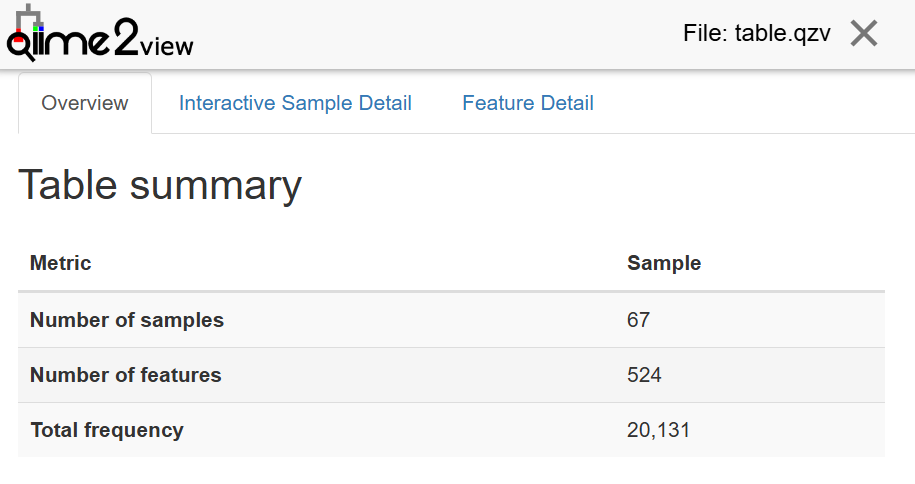 qiime2view
File: table.qzv
Overview Interactive Sample Detail Feature Detail
Table summary
Metric Sample
Number of samples 67
Number of features 524
Total frequency 20,131